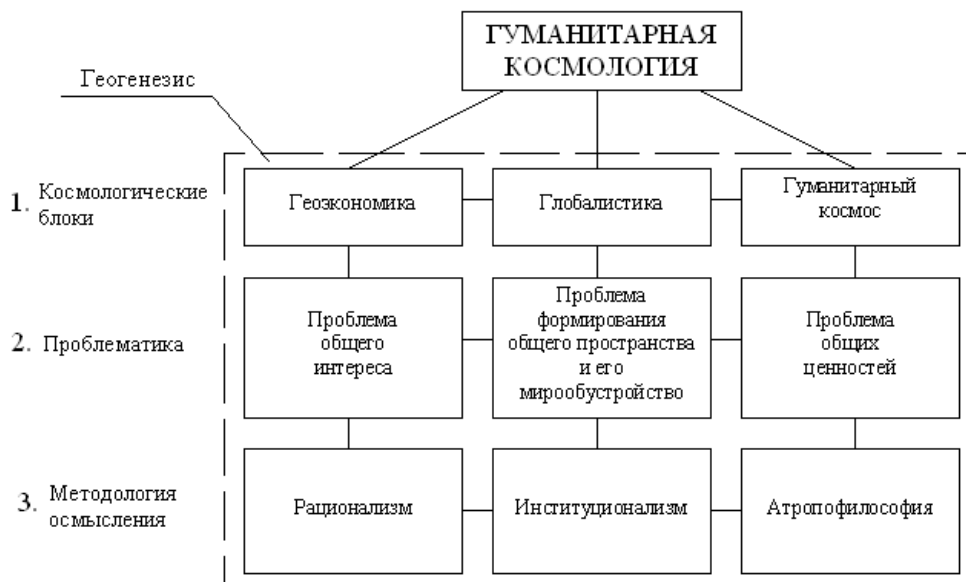 ГУМАНИТАРНАЯ
КОСМОЛОГИЯ
Геогенезис
1. Космологические
блоки
Геоэкономика
Глобалистика
Гуманитарный
космос
2. Проблематика
Проблема
общего
интереса
Проблема
формирования
общего пространства
и его
мирообустройство
Проблема
общих
ценностей
3. Методология
осмысления
Рационализм
Институционализм
Атропофилософия